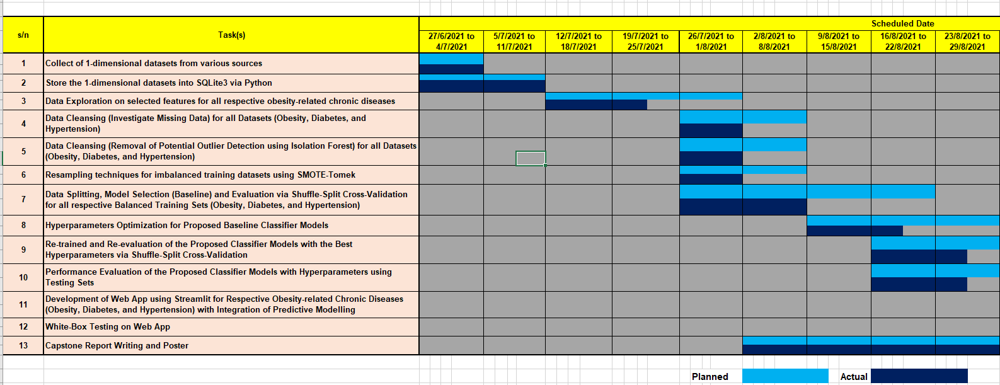 Scheduled Date
s/n
Task(s)
27/6/2021 to
4/7/2021
5/7/2021 to
11/7/2021
12/7/2021 to
18/7/2021
19/7/2021 to
25/7/2021
26/7/2021 to
1/8/2021
2/8/2021 to
8/8/2021
9/8/2021 to
15/8/2021
16/8/2021 to
22/8/2021
23/8/2021 to
29/8/2021
1
Collect of 1-dimensional datasets from various sources
2
Store the 1-dimensional datasets into SQLite3 via Python
3
Data Exploration on selected features for all respective obesity-related chronic diseases
4
Data Cleansing (Investigate Missing Data) for all Datasets (Obesity, Diabetes, and
Hypertension)
5
Data Cleansing (Removal of Potential Outlier Detection using Isolation Forest) for all Datasets
(Obesity, Diabetes, and Hypertension)
6
Resampling techniques for imbalanced training datasets using SMOTE-Tomek
7
Data Splitting, Model Selection (Baseline) and Evaluation via Shuffle-Split Cross-Validation
for all respective Balanced Training Sets (Obesity, Diabetes, and Hypertension)
8
Hyperparameters Optimization for Proposed Baseline Classifier Models
9
Re-trained and Re-evaluation of the Proposed Classifier Models with the Best
Hyperparameters via Shuffle-Split Cross-Validation
10
Performance Evaluation of the Proposed Classifier Models with Hyperparameters using
Testing Sets
11
Development of Web App using Streamlit for Respective Obesity-related Chronic Diseases
(Obesity, Diabetes, and Hypertension) with Integration of Predictive Modelling
12
White-Box Testing on Web App
13
Capstone Report Writing and Poster
Planned
Actual